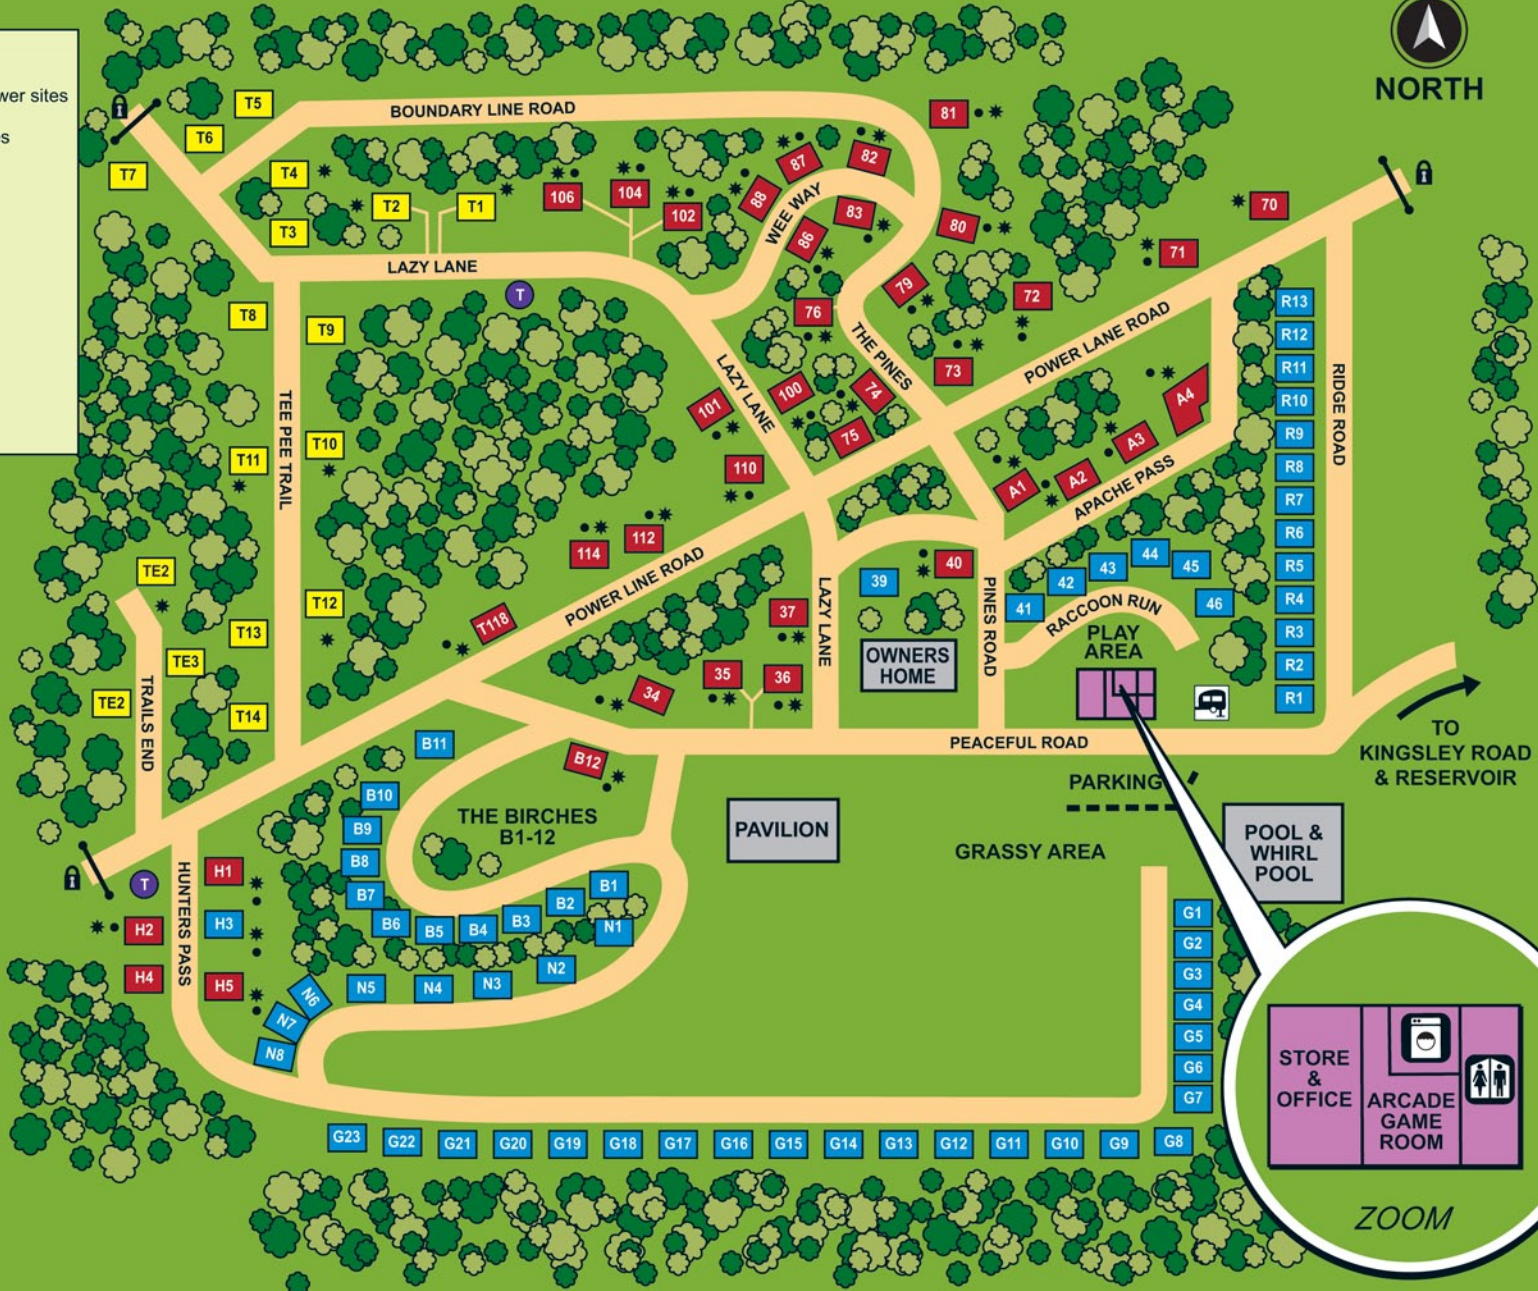 NORTH
wer sites
s
T5
T6
T7
T4
T3
T2
T1
BOUNDARY LINE ROAD
LAZY LANE
T
106
104
102
88
87
82
81
WEE WAY
86
83
80
79
76
72
71
70
73
THE PINES
74
75
100
101
LAZY LANE
110
112
114
POWER LANE ROAD
POWER LINE ROAD
T8
T9
T10
T11
T12
T13
T14
TEE PEE TRAIL
TE2
TE3
TE2
TRAILS END
T118
34
35
36
37
LAZY LANE
39
40
OWNERS
HOME
PINES ROAD
A1
A2
A3
A4
APACHE PASS
41
42
43
44
45
46
RACCOON RUN
PLAY
AREA
R13
R12
R11
R10
R9
R8
R7
R6
R5
R4
R3
R2
R1
RIDGE ROAD
TO
KINGSLEY ROAD
& RESERVOIR
PEACEFUL ROAD
PARKING
GRASSY AREA
PAVILION
POOL &
WHIRL
POOL
THE BIRCHES
B1-12
B12
B11
B10
B9
B8
B7
B6
B5
B4
B3
B2
B1
N1
N2
N3
N4
N5
N6
N7
N8
T
H1
H2
H3
H4
H5
HUNTERS PASS
G1
G2
G3
G4
G5
G6
G7
G8
G9
G10
G11
G12
G13
G14
G15
G16
G17
G18
G19
G20
G21
G22
G23
STORE
&
OFFICE
ARCADE
GAME
ROOM
ZOOM